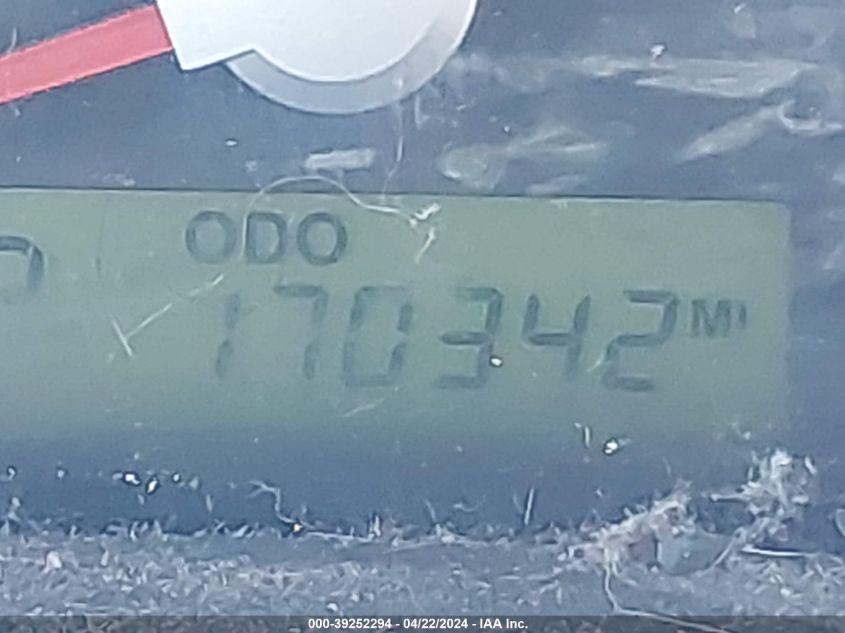 ODO
170342 MI
000-39252294 - 04/22/2024 - IAA Inc.